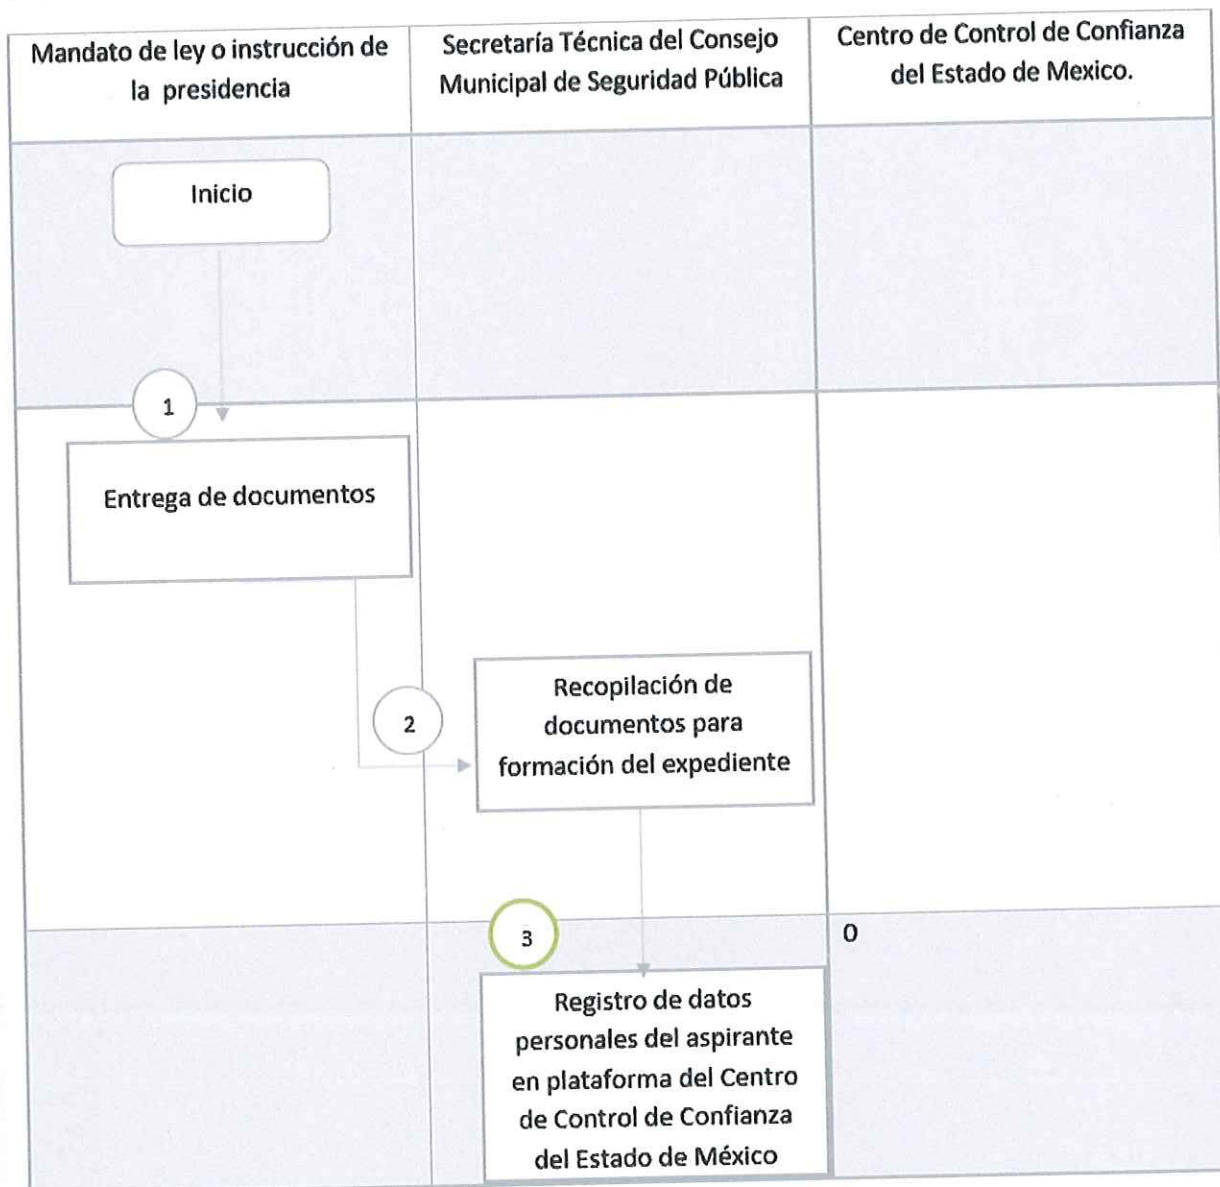 Mandato de ley o instrucción de
la presidencia
Secretaría Técnica del Consejo
Municipal de Seguridad Pública
Centro de Control de Confianza
del Estado de Mexico.
Inicio
1
Entrega de documentos
2
Recopilación de
documentos para
formación del expediente
3
0
Registro de datos
personales del aspirante
en plataforma del Centro
de Control de Confianza
del Estado de México